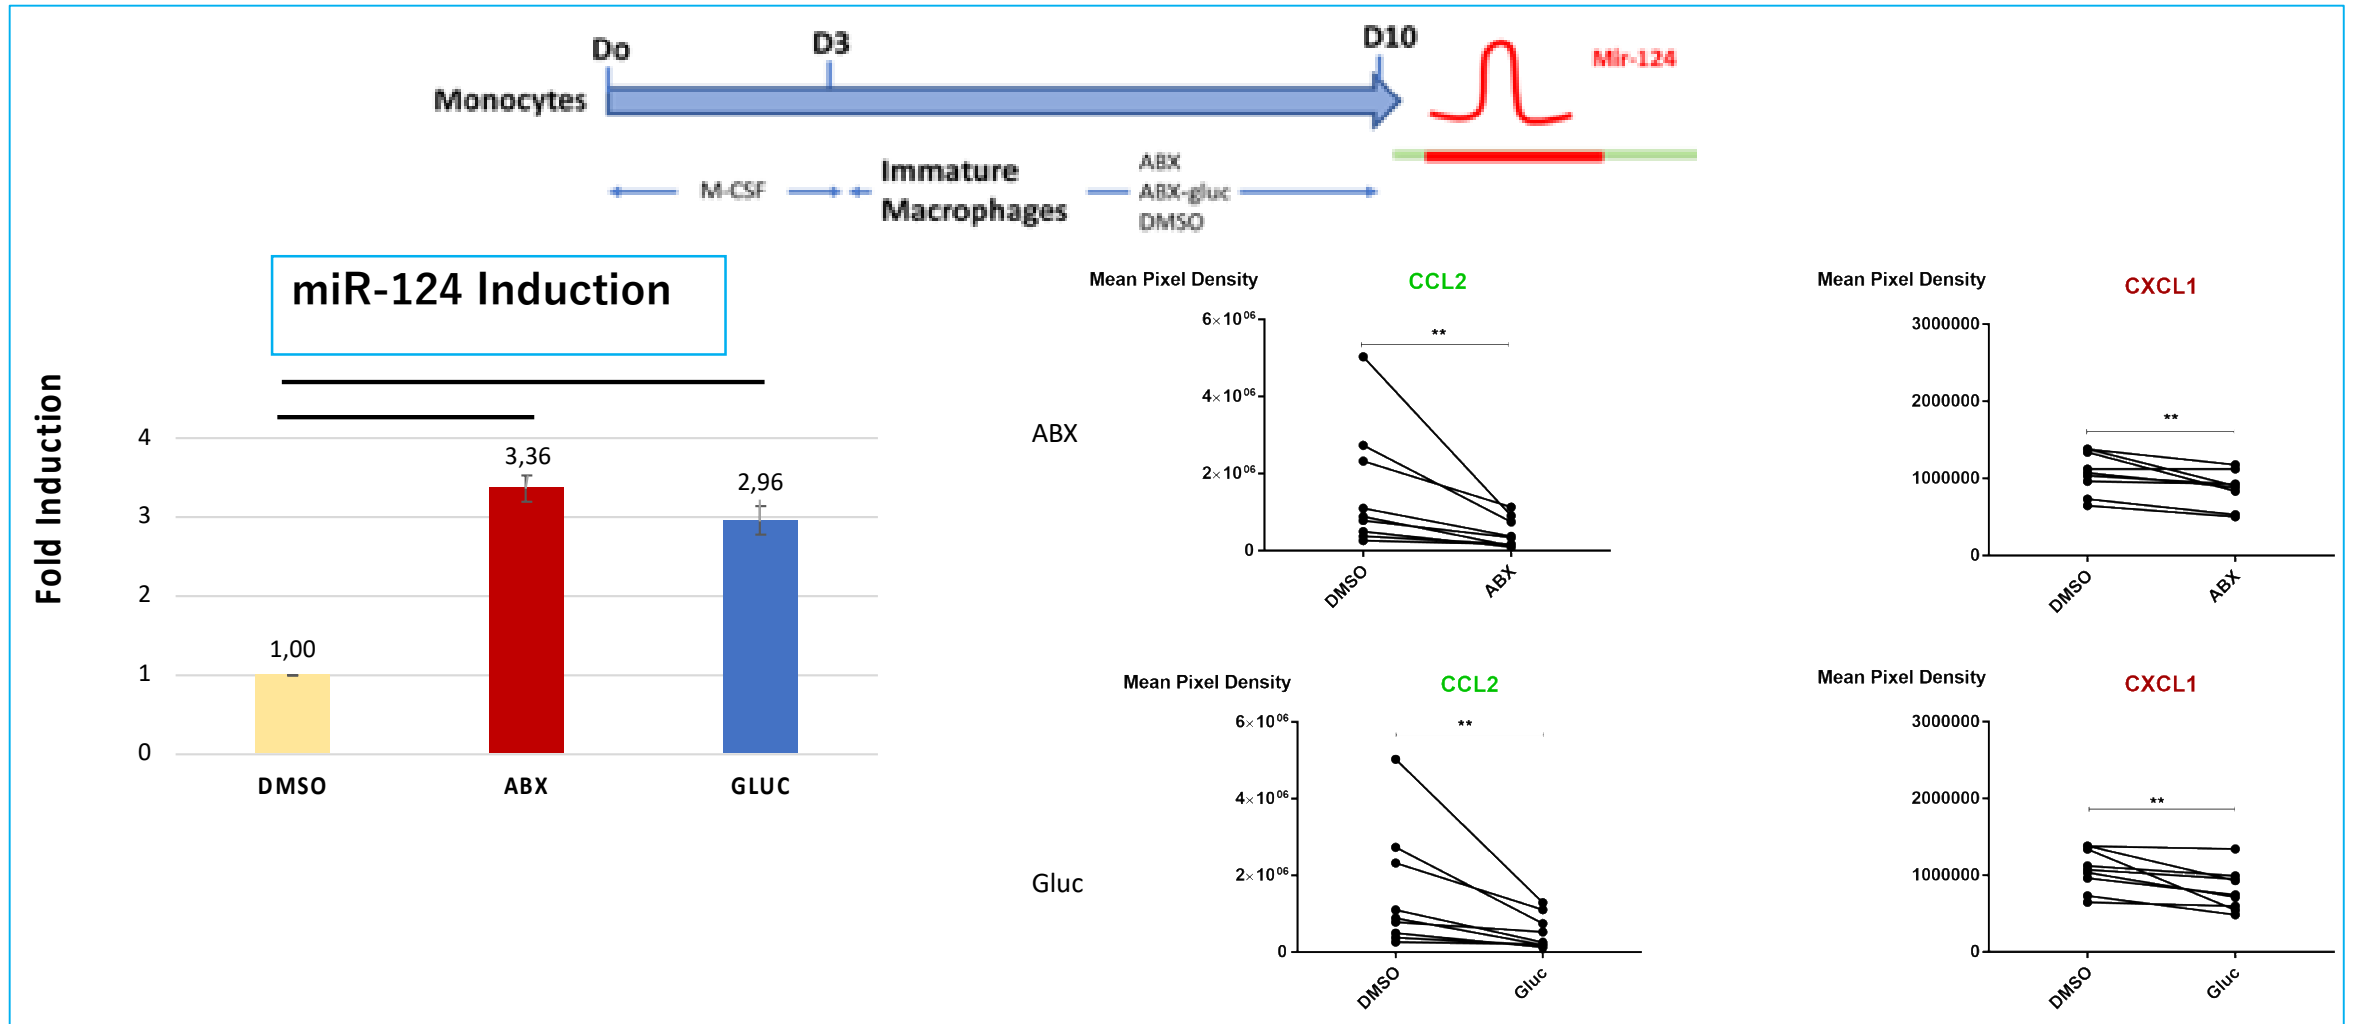 Do
D3
D10
Mir-124
Monocytes
M-CSF
Immature
Macrophages
ABX
ABX-gluc
DMSO
miR-124 Induction
Fold Induction
4
3
2
1
0
1,00
3,36
2,96
DMSO
ABX
GLUC
ABX
Mean Pixel Density
CCL2
**
6×10⁰⁶
4×10⁰⁶
2×10⁰⁶
0
DMSO
ABX
Mean Pixel Density
CXCL1
**
3000000
2000000
1000000
0
DMSO
ABX
Gluc
Mean Pixel Density
CCL2
**
6×10⁰⁶
4×10⁰⁶
2×10⁰⁶
0
DMSO
Gluc
Mean Pixel Density
CXCL1
**
3000000
2000000
1000000
0
DMSO
Gluc